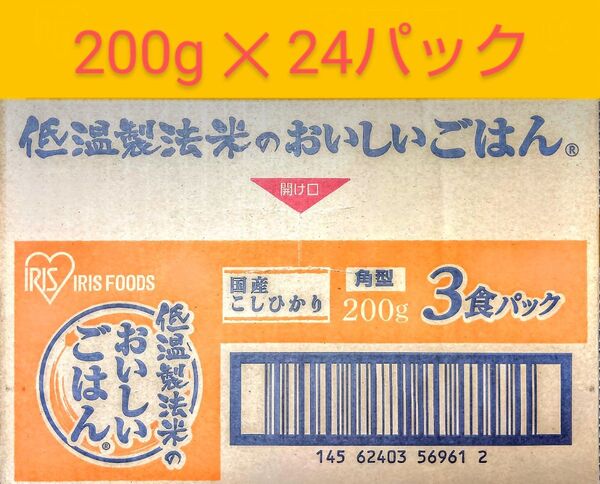 200g × 24パック
低温製法米のおいしいごはん®
開け口
IRIS
IRIS FOODS
国産
こしひかり
角型
200g
3食パック
低温製法米の
おいしい
ごはん®
145 62403 56961 2